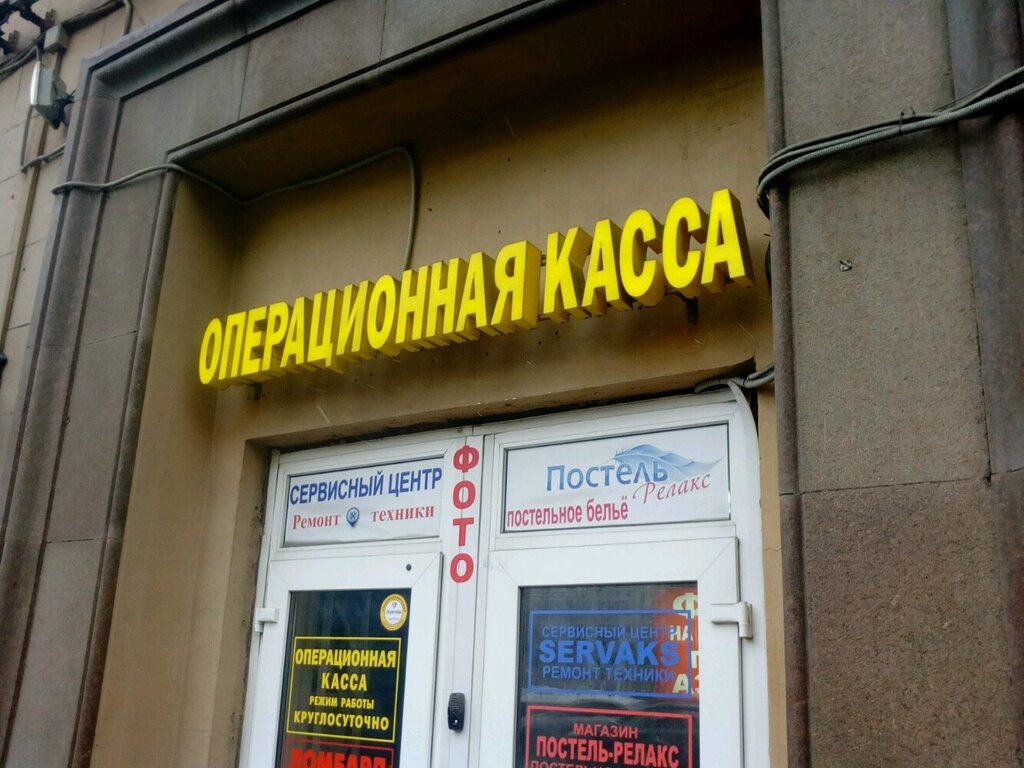 ОПЕРАЦИОННАЯ КАССА
СЕРВИСНЫЙ ЦЕНТР
Ремонт техники
ФОТО
Постель
Релакс
постельное бельё
ОПЕРАЦИОННАЯ
КАССА
РЕЖИМ РАБОТЫ
КРУГЛОСУТОЧНО
ЛОМБАРД
СЕРВИСНЫЙ ЦЕНТР
SERVAKS
РЕМОНТ ТЕХНИКИ
МАГАЗИН
ПОСТЕЛЬ-РЕЛАКС